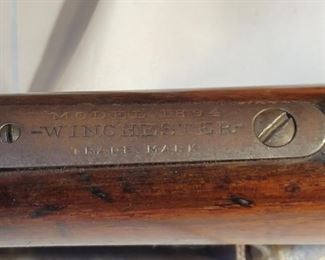 MODEL 1894
-WINCHESTER-
TRADE MARK